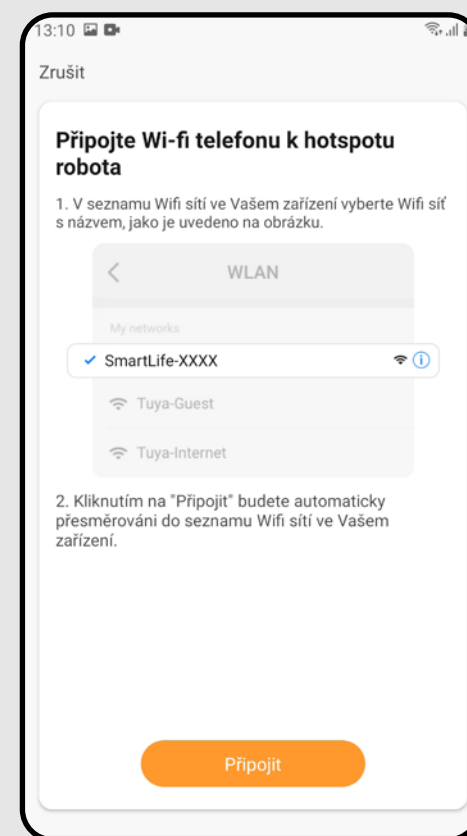 13:10
Zrušit
Připojte Wi-fi telefonu k hotspotu
robota
1. V seznamu Wifi sítí ve Vašem zařízení vyberte Wifi síť
s názvem, jako je uvedeno na obrázku.
WLAN
My networks
SmartLife-XXXX
Tuya-Guest
Tuya-Internet
2. Kliknutím na "Připojit" budete automaticky
přesměrováni do seznamu Wifi sítí ve Vašem
zařízení.
Připojit